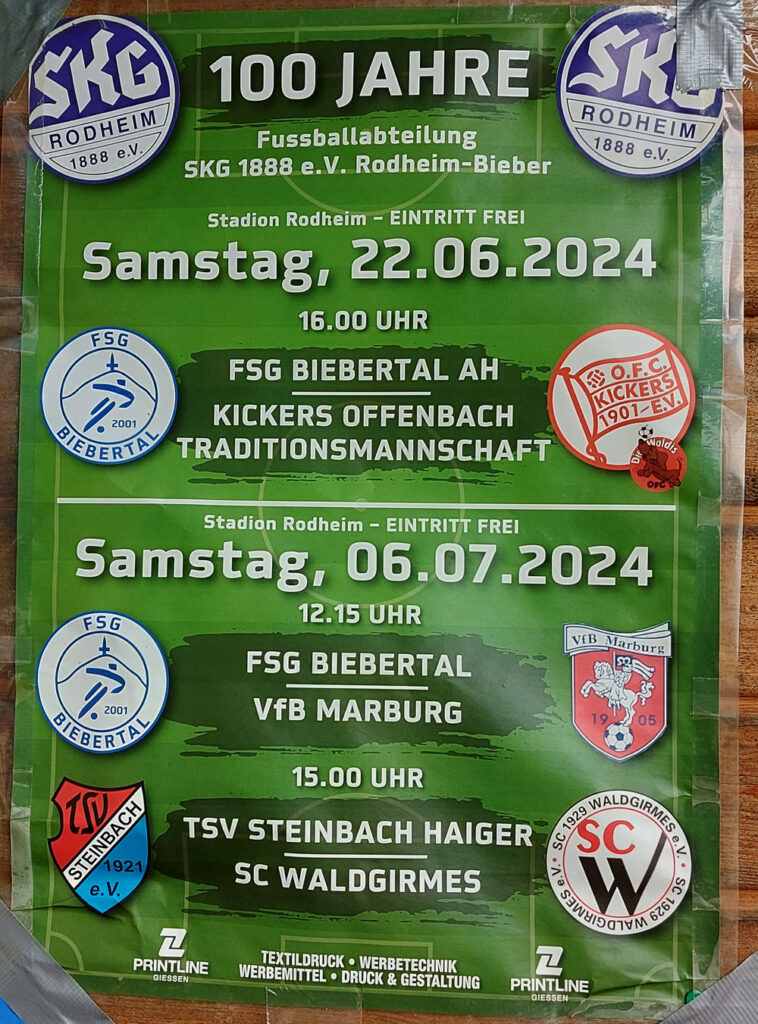 SKG
RODHEIM
1888 e.V.
100 JAHRE
SKG
RODHEIM
1888 e.V.
Fussballabteilung
SKG 1888 e.V. Rodheim-Bieber
Stadion Rodheim – EINTRITT FREI
Samstag, 22.06.2024
16.00 UHR
FSG
2001
BIEBERTAL
FSG BIEBERTAL AH
KICKERS OFFENBACH
TRADITIONSMANNSCHAFT
O.F.C.
KICKERS
1901 E.V.
Die Waldis
OFC
Stadion Rodheim – EINTRITT FREI
Samstag, 06.07.2024
12.15 UHR
FSG
2001
BIEBERTAL
FSG BIEBERTAL
VfB MARBURG
VfB Marburg
1905
15.00 UHR
TSV
STEINBACH
1921
e.V.
TSV STEINBACH HAIGER
SC WALDGIRMES
SC 1929 WALDGIRMES e.V. • SC 1929 WALDGIRMES e.V. •
SC
W
PRINTLINE
GIESSEN
TEXTILDRUCK • WERBETECHNIK
WERBEMITTEL • DRUCK & GESTALTUNG
PRINTLINE
GIESSEN